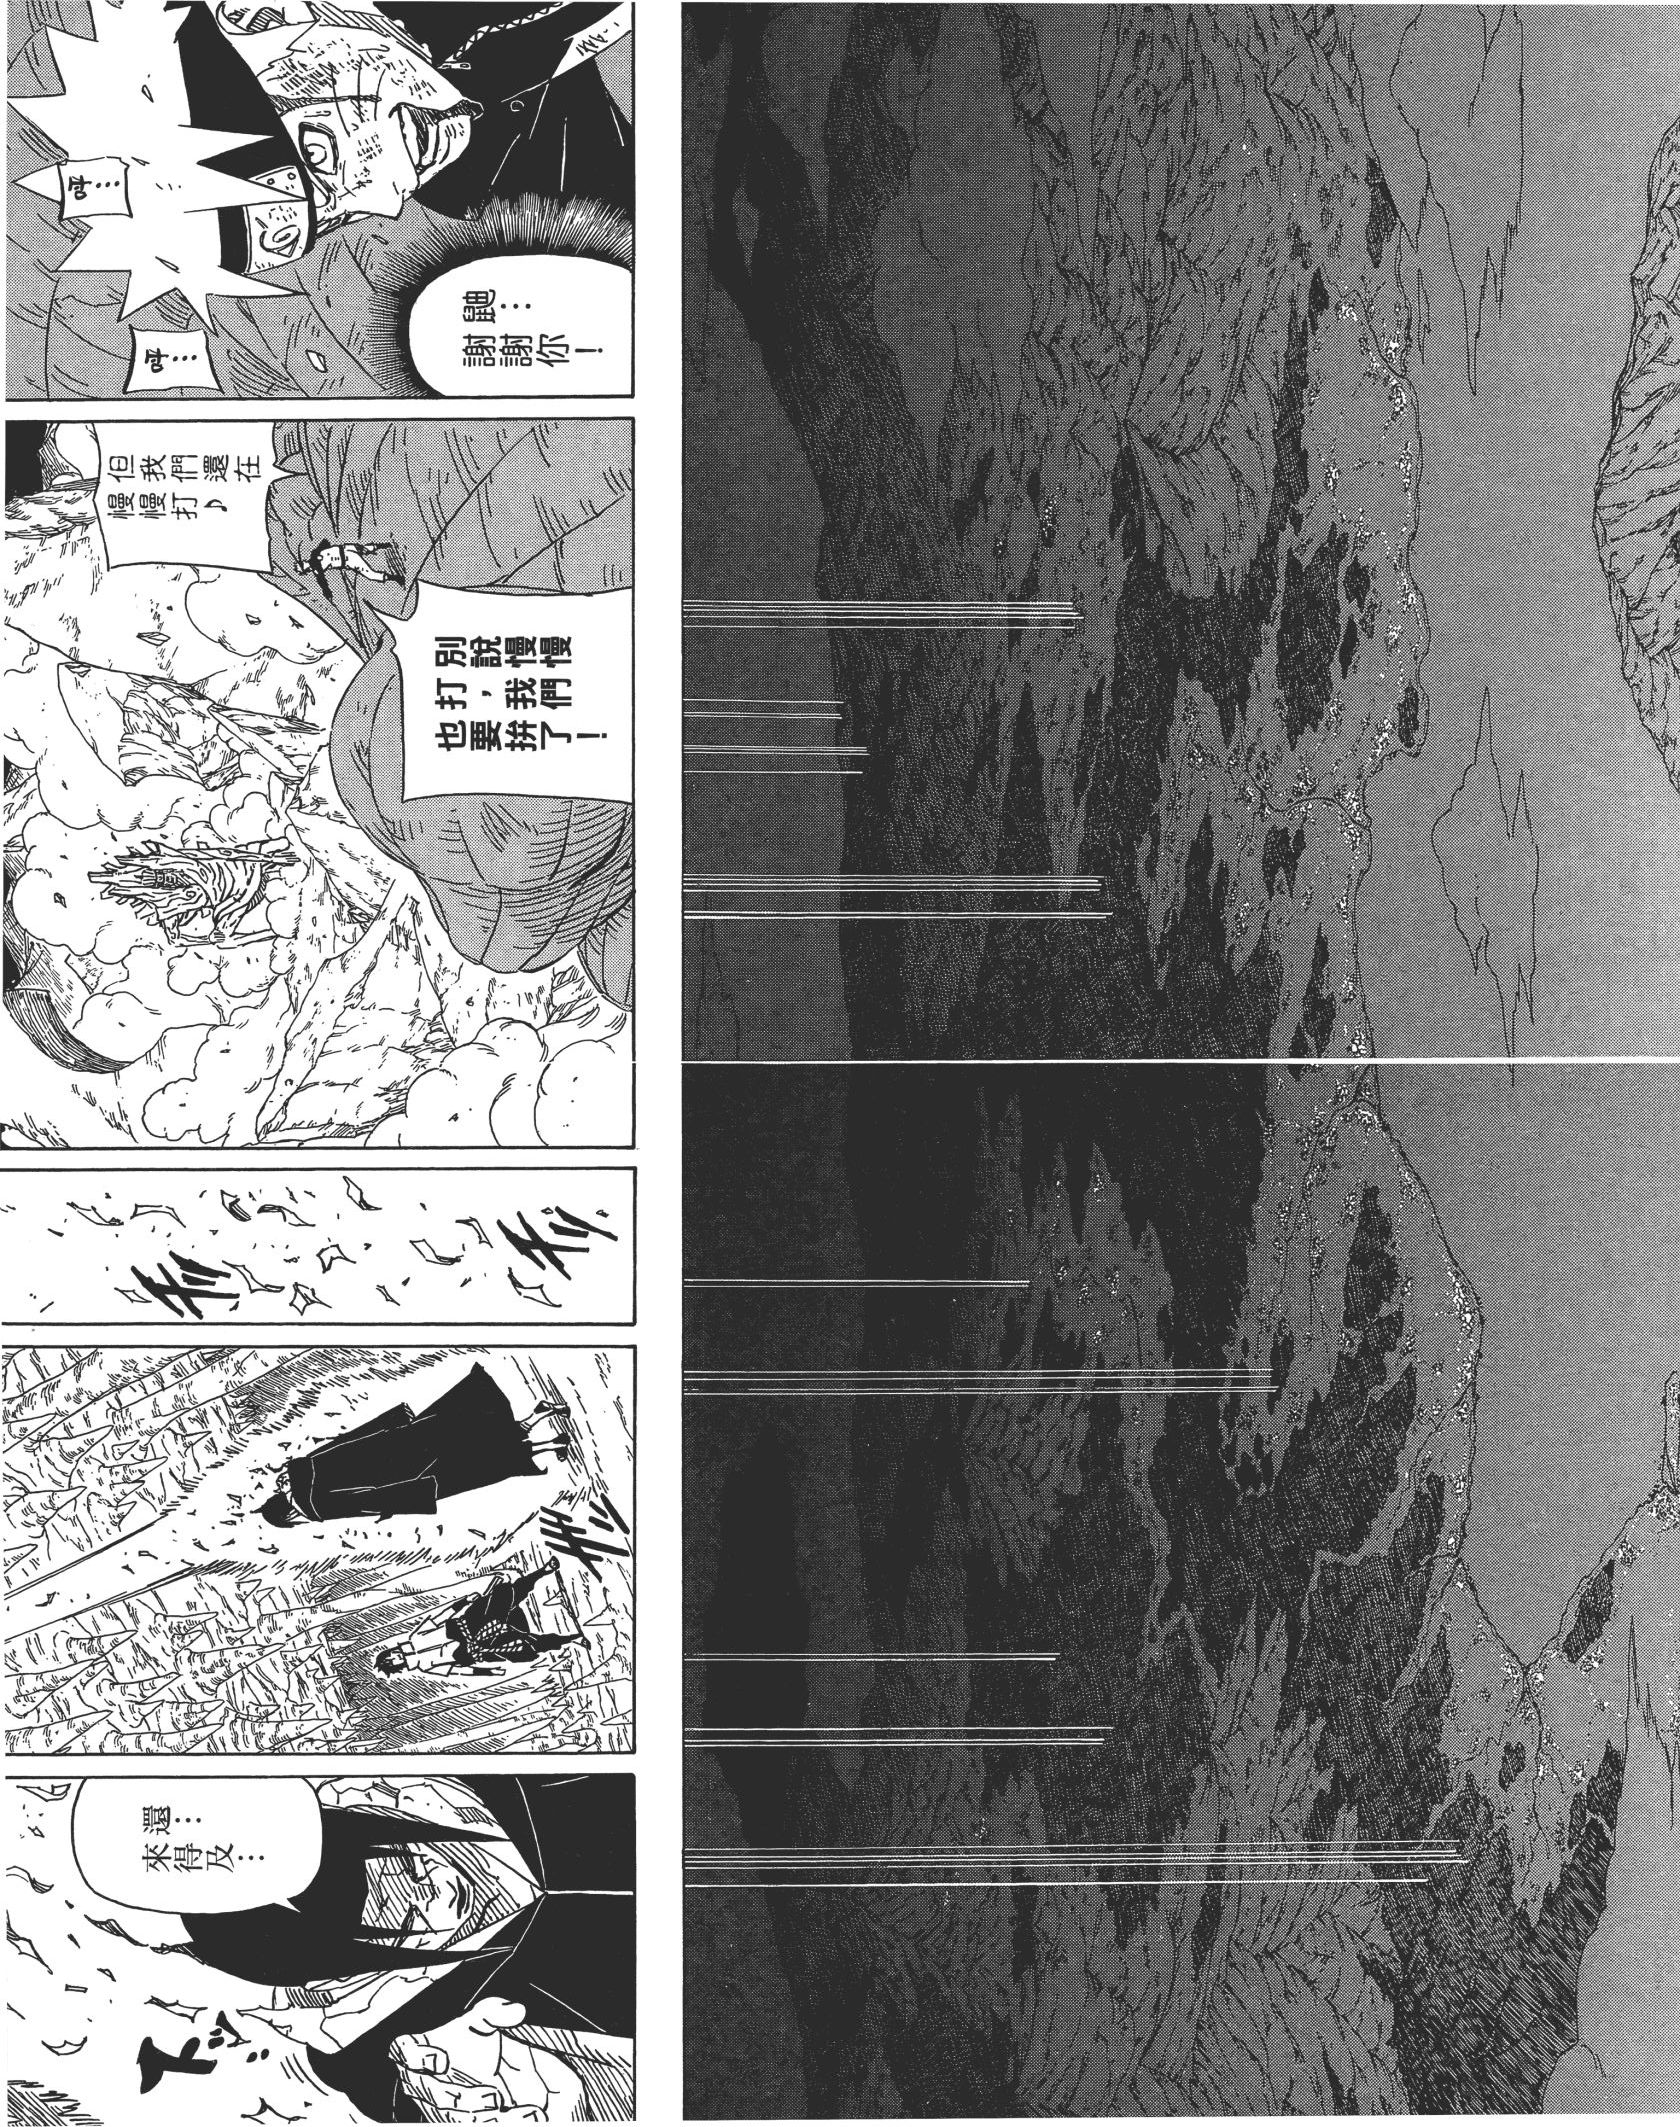 鼬…
謝謝你！
呼…
呼…
但我們還在
慢慢打
別說慢慢
打，我們
也要拚了！
還…
來得及…